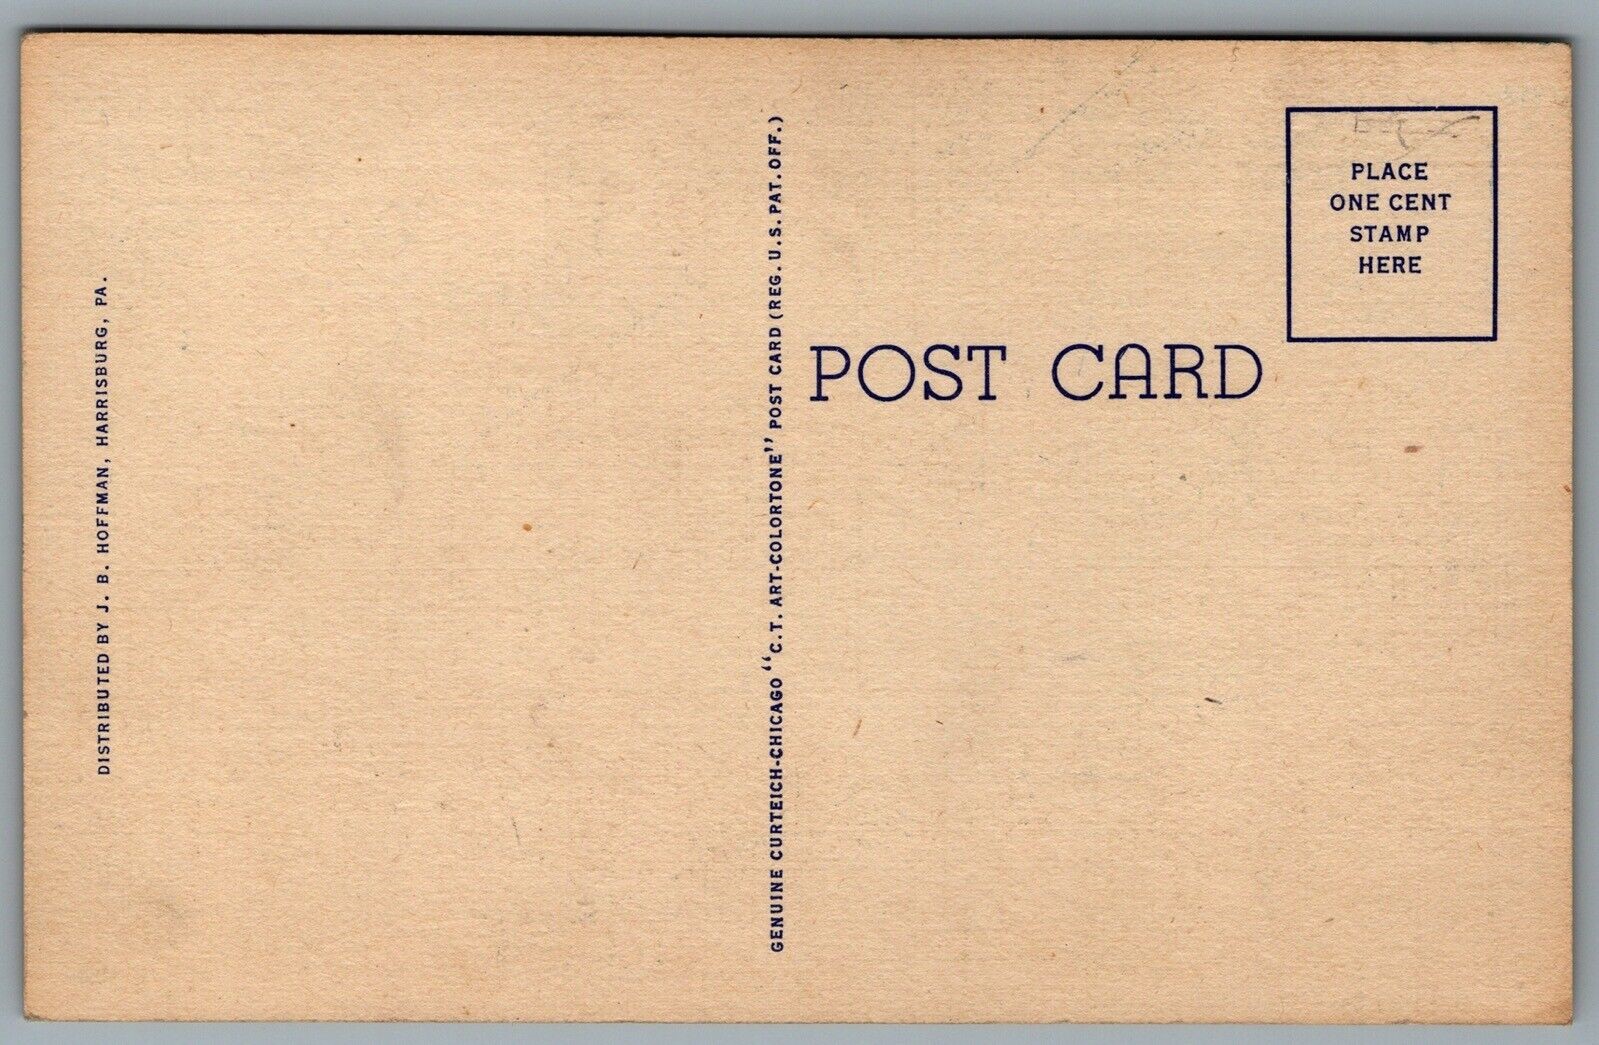 DISTRIBUTED BY J. B. HOFFMAN, HARRISBURG, PA.
GENUINE CURTEICH-CHICAGO "C.T. ART-COLORTONE" POST CARD (REG. U.S. PAT. OFF.)
POST CARD
PLACE
ONE CENT
STAMP
HERE